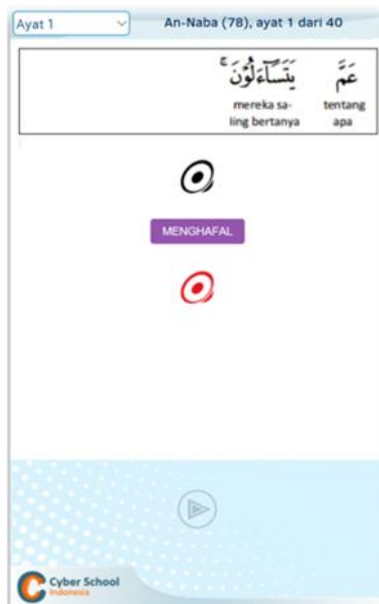 Ayat 1
An-Naba (78), ayat 1 dari 40
عَمَّ يَتَسَآءَلُوْنَۚ
tentang apa
mereka sa-
ling bertanya
MENGHAFAL
Cyber School
Indonesia